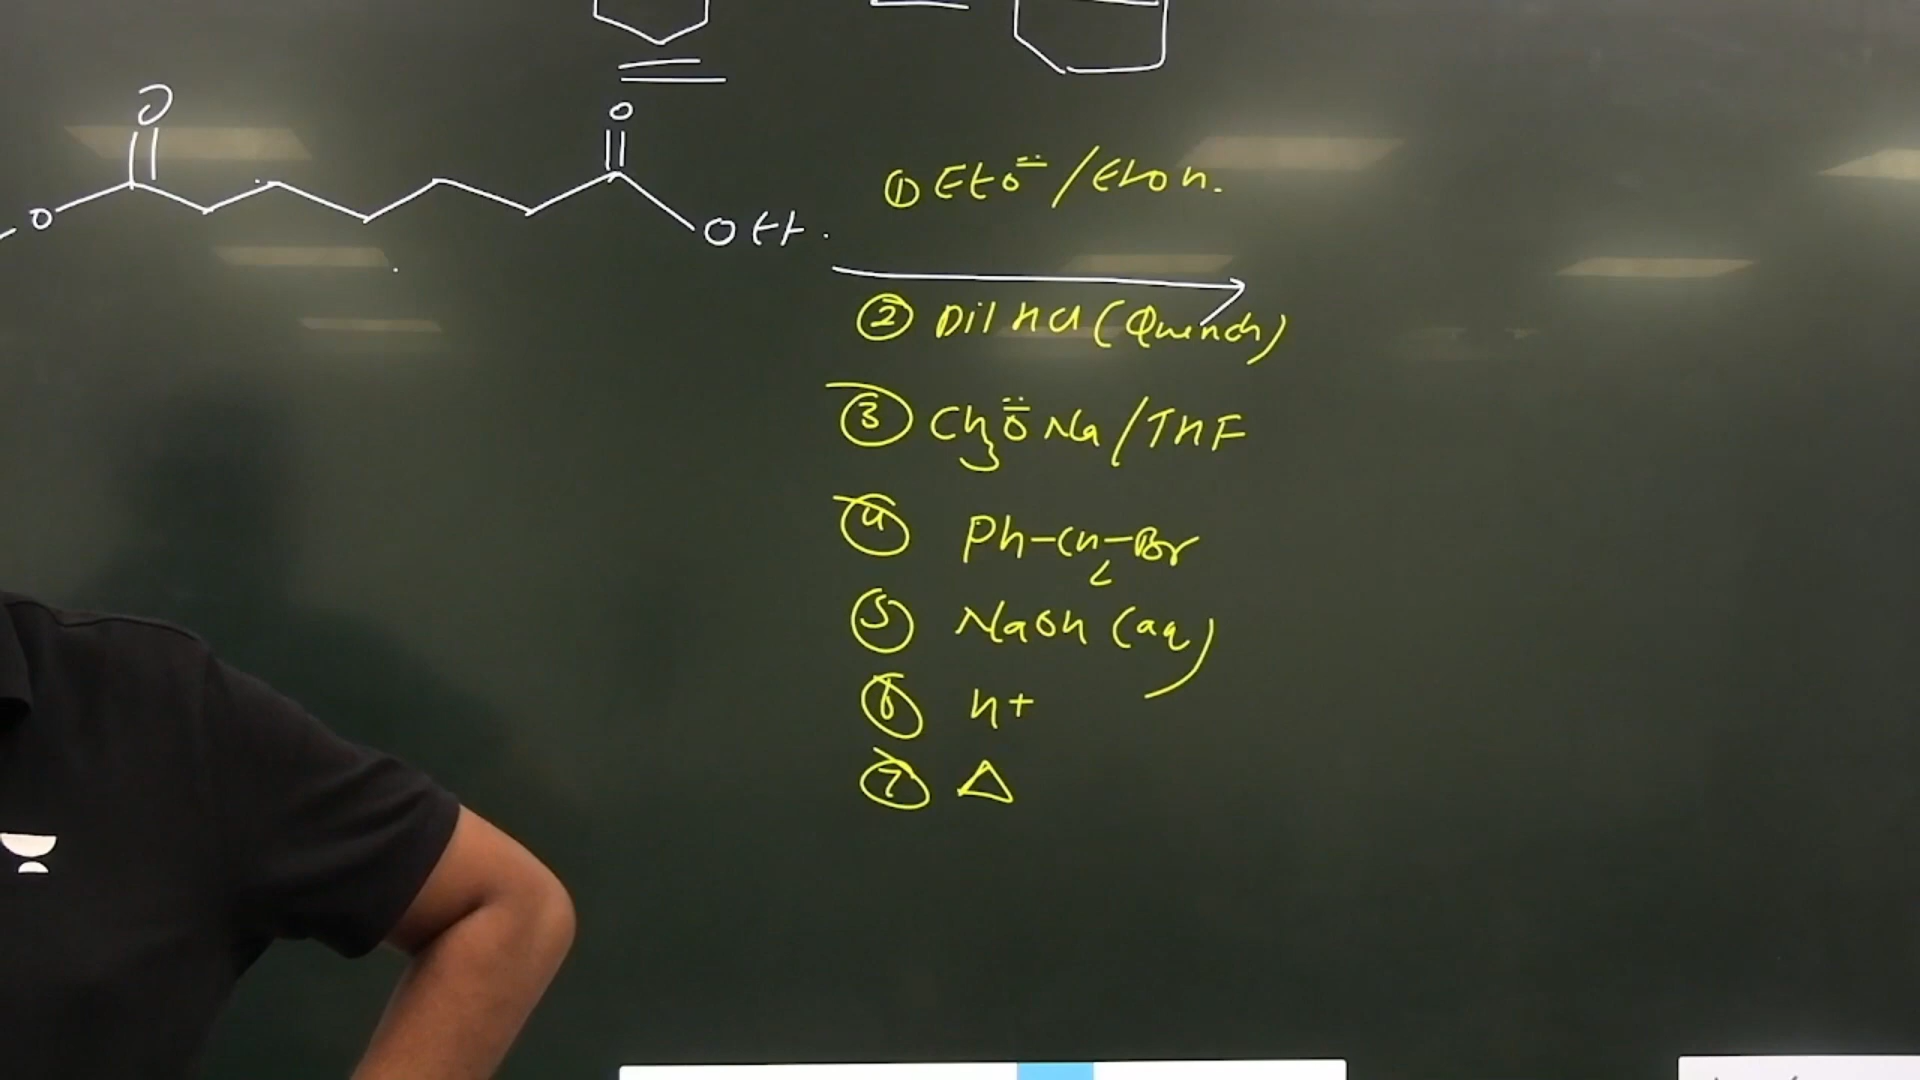 O
O
O
OEt.
① EtO⁻ / EtOH.
② Dil HCl (Quench)
③ CH₃O⁻Na / THF
④ Ph-CH₂-Br
⑤ NaOH (aq)
⑥ H+
⑦ △